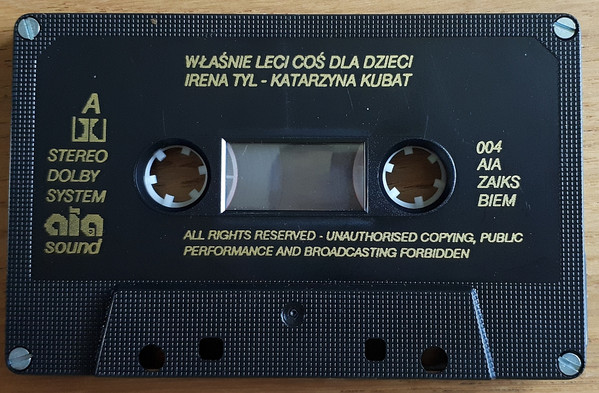 WŁAŚNIE LECI COŚ DLA DZIECI
IRENA TYL - KATARZYNA KUBAT
A
STEREO
DOLBY
SYSTEM
aia
sound
004
AIA
ZAIKS
BIEM
ALL RIGHTS RESERVED - UNAUTHORISED COPYING, PUBLIC
PERFORMANCE AND BROADCASTING FORBIDDEN